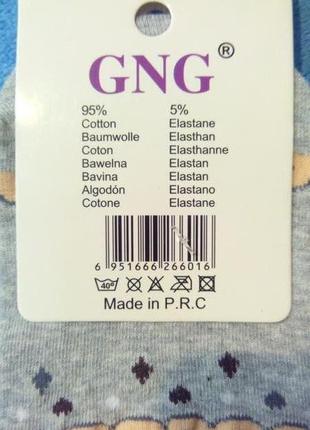 GNG®
95% 5%
Cotton Elastane
Baumwolle Elasthan
Coton Elasthanne
Bawelna Elastan
Bavina Elastan
Algodón Elastano
Cotone Elastane
6 951666 266016
40º
Made in P.R.C